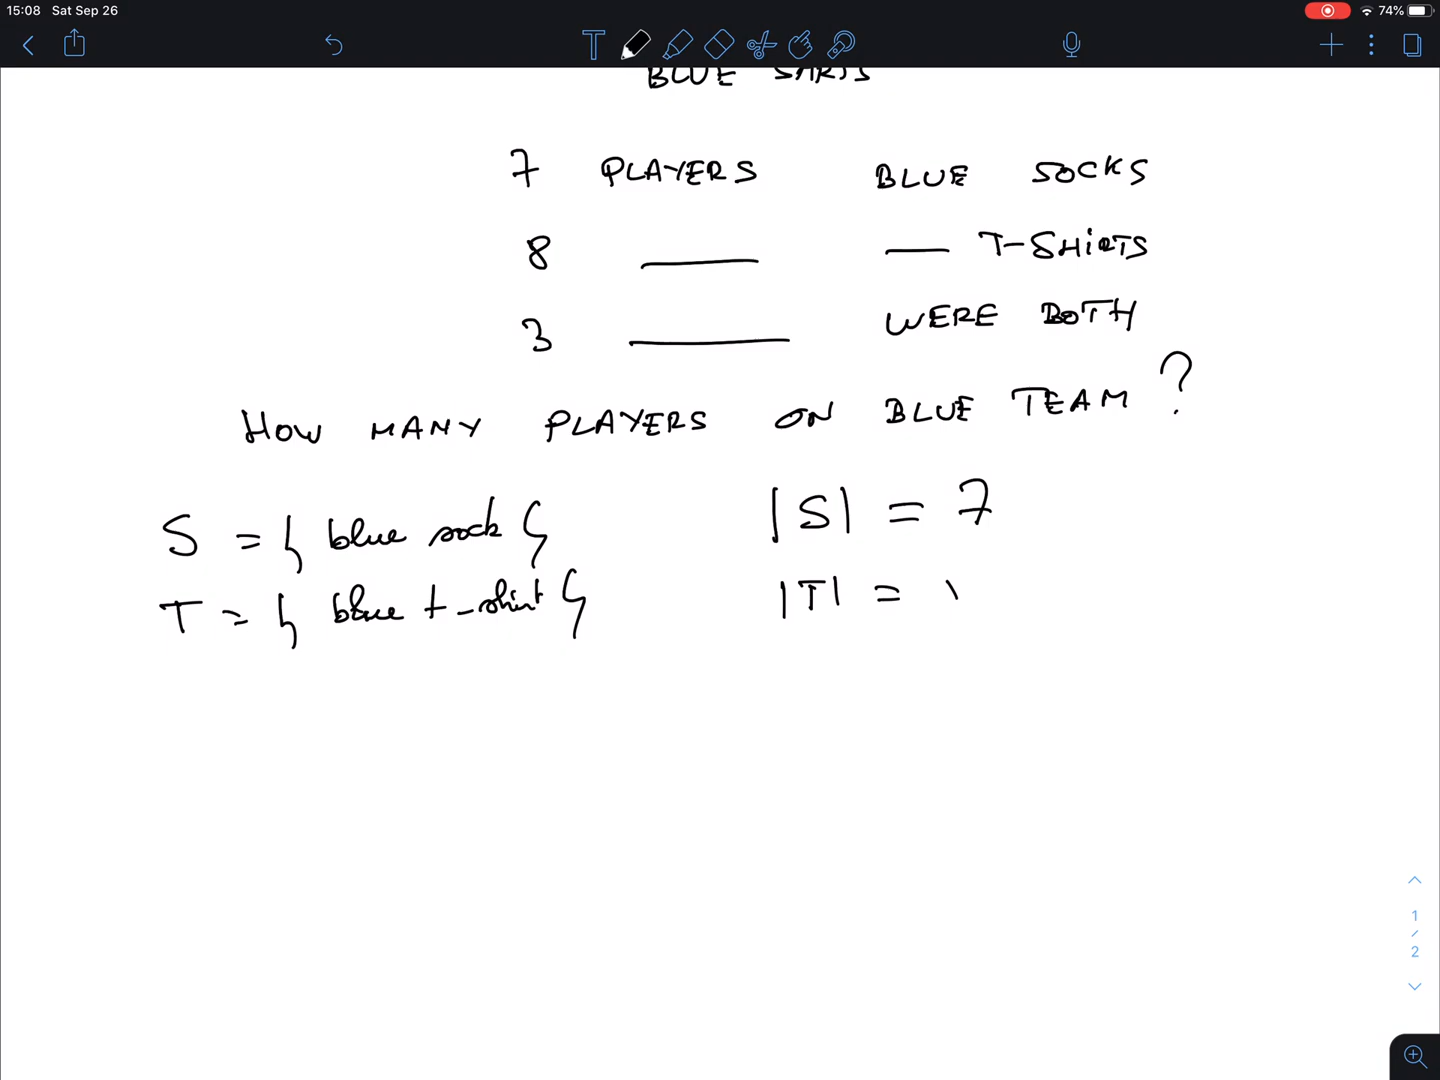 15:08 Sat Sep 26
74%
BLUE
7 PLAYERS BLUE SOCKS
8 —— — T-SHIRTS
3 —— WERE BOTH
HOW MANY PLAYERS ON BLUE TEAM ?
S = { blue sock } |S| = 7
T = { blue t-shirt } |T| =
1
/
2